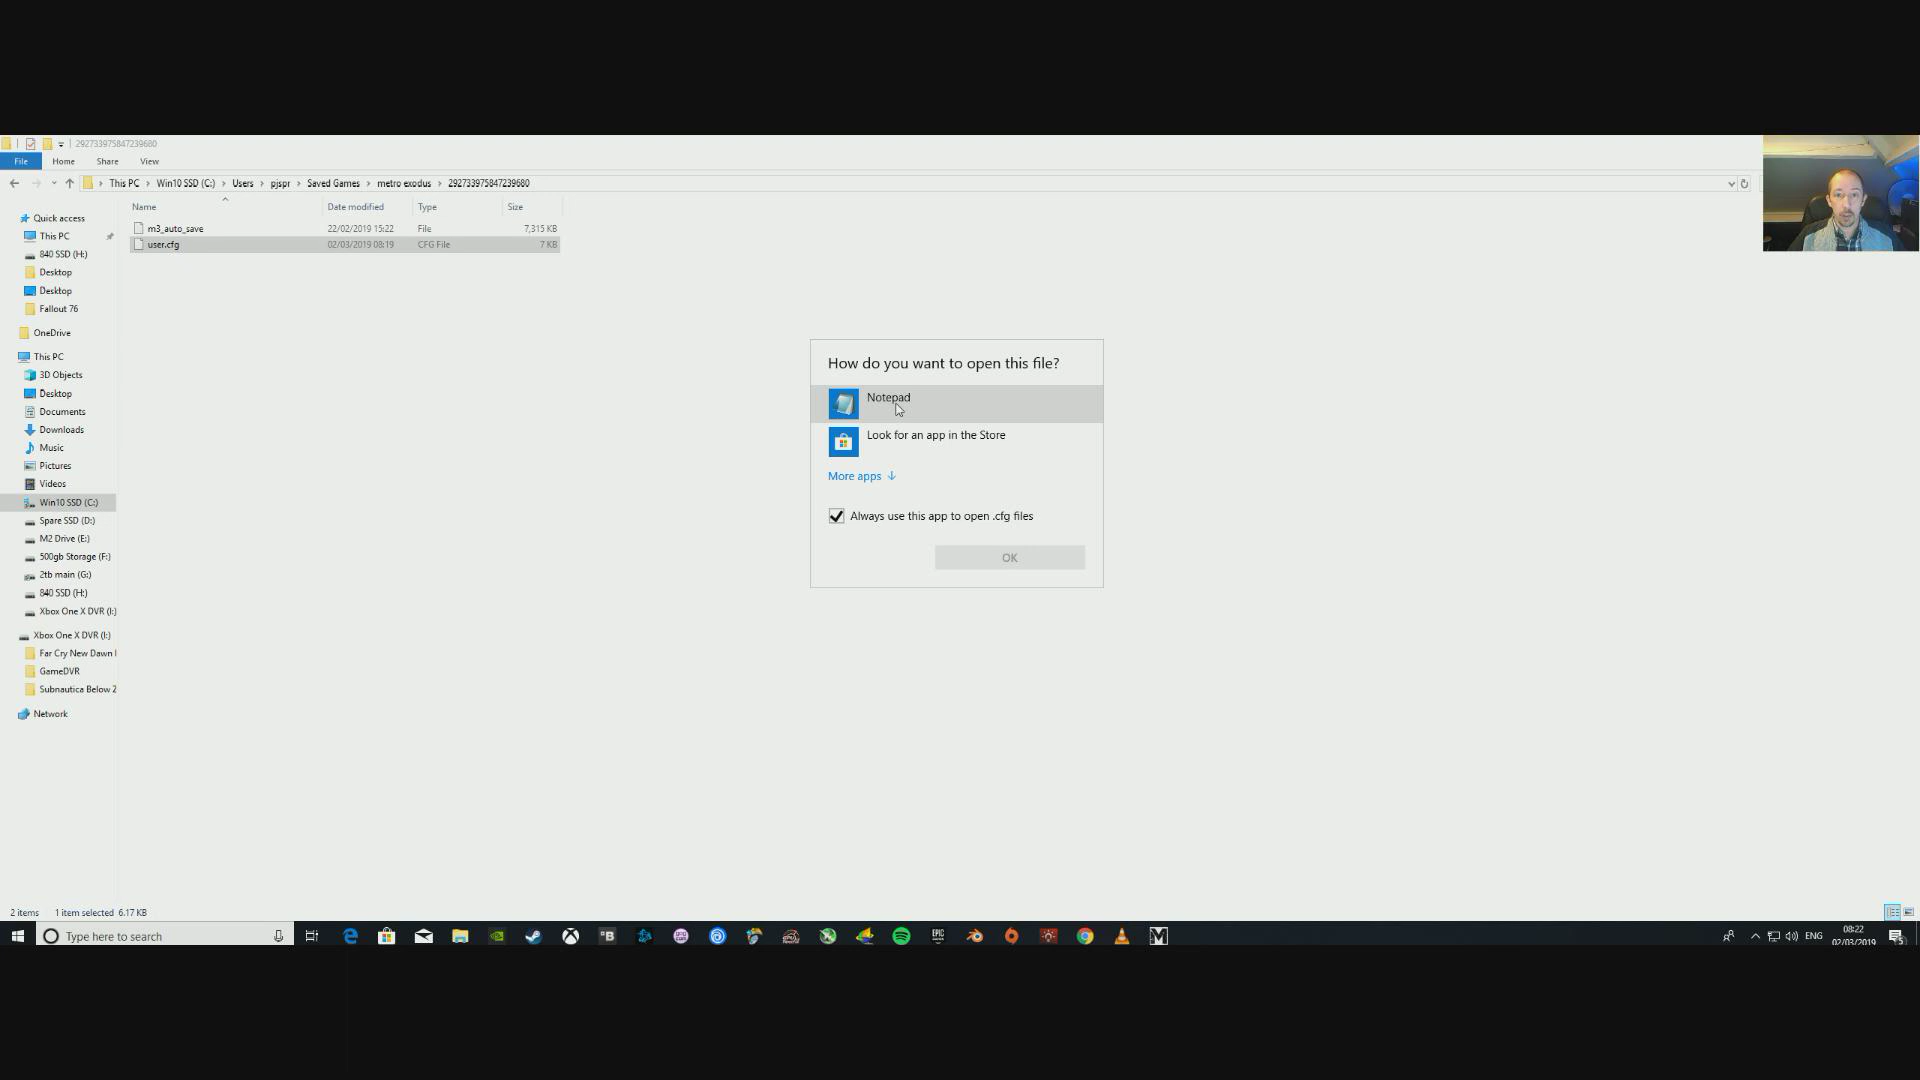 292733975847239680
File Home Share View
This PC > Win10 SSD (C:) > Users > pjspr > Saved Games > metro exodus > 292733975847239680
Name Date modified Type Size
m3_auto_save 22/02/2019 15:22 File 7,315 KB
user.cfg 02/03/2019 08:19 CFG File 7 KB
Quick access
This PC
840 SSD (H:)
Desktop
Desktop
Fallout 76
OneDrive
This PC
3D Objects
Desktop
Documents
Downloads
Music
Pictures
Videos
Win10 SSD (C:)
Spare SSD (D:)
M2 Drive (E:)
500gb Storage (F:)
2tb main (G:)
840 SSD (H:)
Xbox One X DVR (I:)
Xbox One X DVR (I:)
Far Cry New Dawn
GameDVR
Subnautica Below Z
Network
How do you want to open this file?
Notepad
Look for an app in the Store
More apps ↓
Always use this app to open .cfg files
OK
2 items 1 item selected 6.17 KB
Type here to search
EPIC
ENG
08:22
02/03/2019